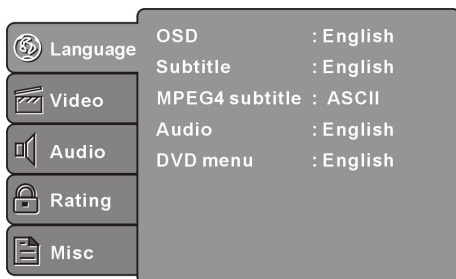 Language
Video
Audio
Rating
Misc
OSD : English
Subtitle : English
MPEG4 subtitle : ASCII
Audio : English
DVD menu : English